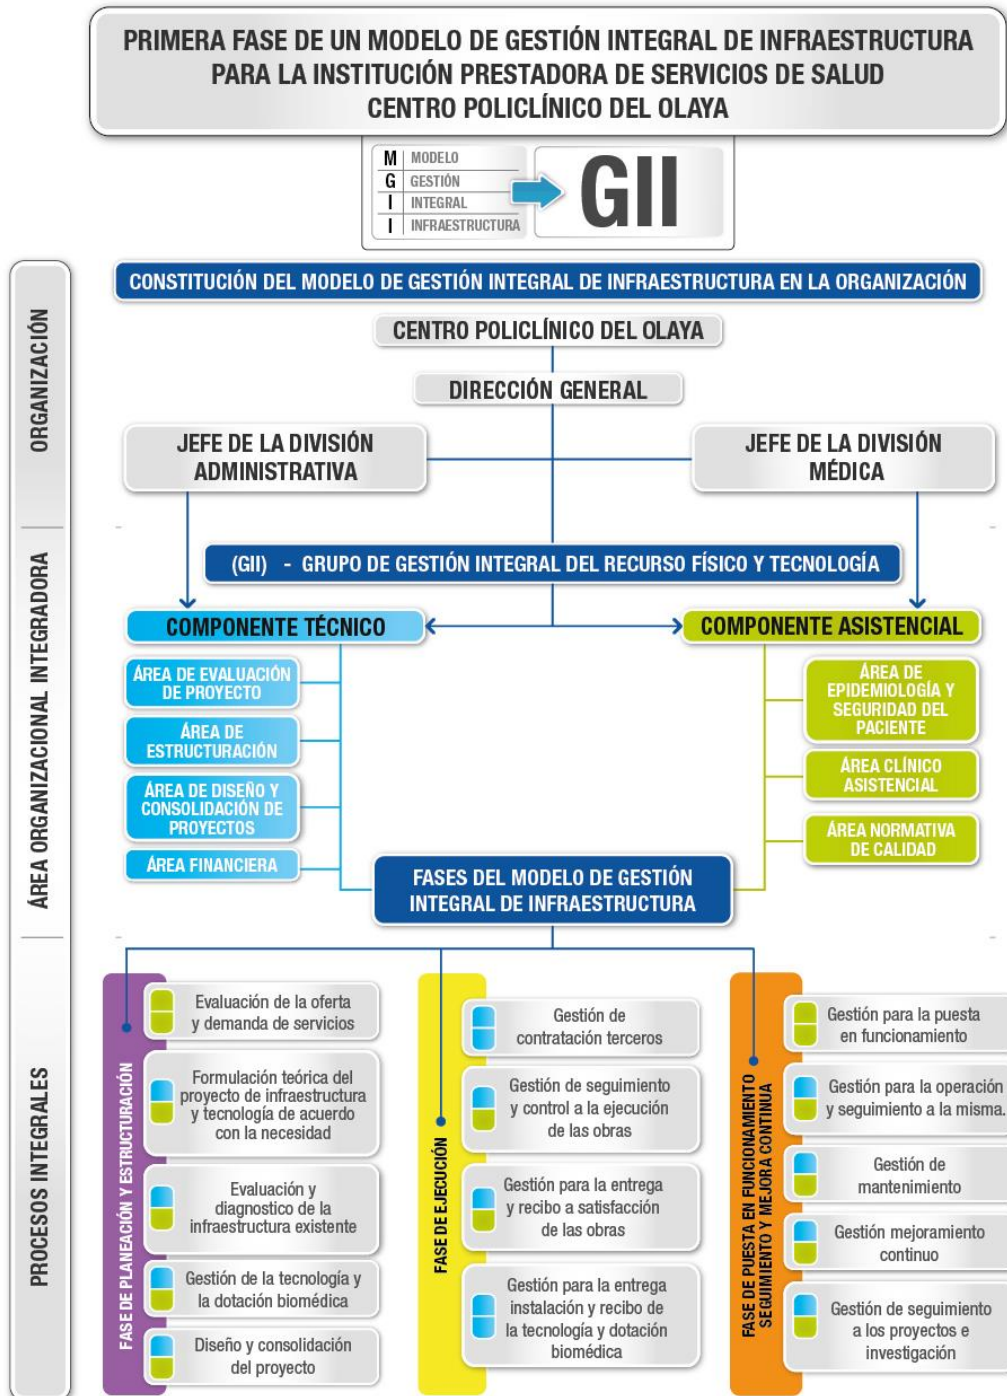 PRIMERA FASE DE UN MODELO DE GESTIÓN INTEGRAL DE INFRAESTRUCTURA
PARA LA INSTITUCIÓN PRESTADORA DE SERVICIOS DE SALUD
CENTRO POLICLÍNICO DEL OLAYA
M MODELO
G GESTIÓN
I INTEGRAL
I INFRAESTRUCTURA
GII
CONSTITUCIÓN DEL MODELO DE GESTIÓN INTEGRAL DE INFRAESTRUCTURA EN LA ORGANIZACIÓN
ORGANIZACIÓN
CENTRO POLICLÍNICO DEL OLAYA
DIRECCIÓN GENERAL
JEFE DE LA DIVISIÓN
ADMINISTRATIVA
JEFE DE LA DIVISIÓN
MÉDICA
ÁREA ORGANIZACIONAL INTEGRADORA
(GII) - GRUPO DE GESTIÓN INTEGRAL DEL RECURSO FÍSICO Y TECNOLOGÍA
COMPONENTE TÉCNICO
ÁREA DE EVALUACIÓN
DE PROYECTO
ÁREA DE
ESTRUCTURACIÓN
ÁREA DE DISEÑO Y
CONSOLIDACIÓN DE
PROYECTOS
ÁREA FINANCIERA
COMPONENTE ASISTENCIAL
ÁREA DE
EPIDEMIOLOGÍA Y
SEGURIDAD DEL
PACIENTE
ÁREA CLÍNICO
ASISTENCIAL
ÁREA NORMATIVA
DE CALIDAD
FASES DEL MODELO DE GESTIÓN
INTEGRAL DE INFRAESTRUCTURA
PROCESOS INTEGRALES
FASE DE PLANEACIÓN Y ESTRUCTURACIÓN
Evaluación de la oferta
y demanda de servicios
Formulación teórica del
proyecto de infraestructura
y tecnología de acuerdo
con la necesidad
Evaluación y
diagnostico de la
infraestructura existente
Gestión de la tecnología y
la dotación biomédica
Diseño y consolidación
del proyecto
FASE DE EJECUCIÓN
Gestión de
contratación terceros
Gestión de seguimiento
y control a la ejecución
de las obras
Gestión para la entrega
y recibo a satisfacción
de las obras
Gestión para la entrega
instalación y recibo de
la tecnología y dotación
biomédica
FASE DE PUESTA EN FUNCIONAMIENTO
SEGUIMIENTO Y MEJORA CONTINUA
Gestión para la puesta
en funcionamiento
Gestión para la operación
y seguimiento a la misma.
Gestión de
mantenimiento
Gestión mejoramiento
continuo
Gestión de seguimiento
a los proyectos e
investigación